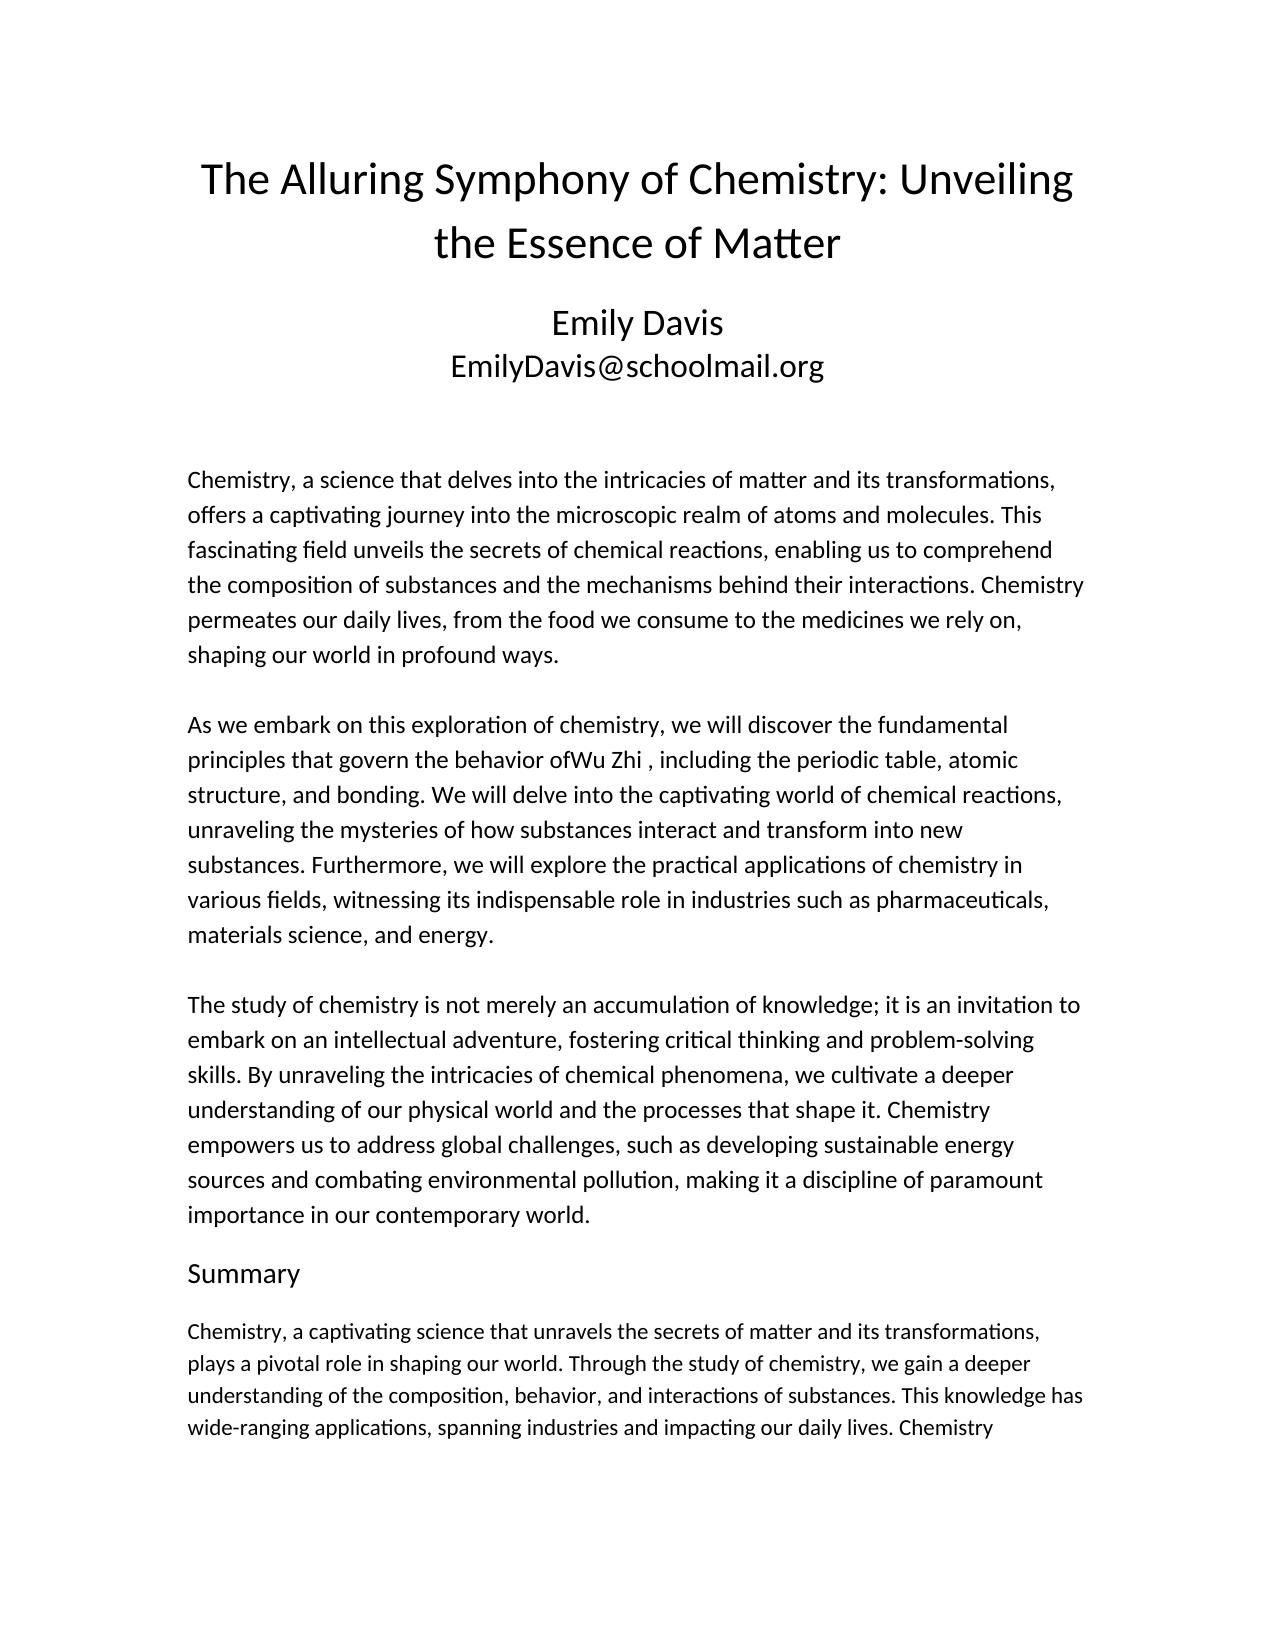 The Alluring Symphony of Chemistry: Unveiling
the Essence of Matter
Emily Davis
EmilyDavis@schoolmail.org
Chemistry, a science that delves into the intricacies of matter and its transformations,
offers a captivating journey into the microscopic realm of atoms and molecules. This
fascinating field unveils the secrets of chemical reactions, enabling us to comprehend
the composition of substances and the mechanisms behind their interactions. Chemistry
permeates our daily lives, from the food we consume to the medicines we rely on,
shaping our world in profound ways.
As we embark on this exploration of chemistry, we will discover the fundamental
principles that govern the behavior ofWu Zhi , including the periodic table, atomic
structure, and bonding. We will delve into the captivating world of chemical reactions,
unraveling the mysteries of how substances interact and transform into new
substances. Furthermore, we will explore the practical applications of chemistry in
various fields, witnessing its indispensable role in industries such as pharmaceuticals,
materials science, and energy.
The study of chemistry is not merely an accumulation of knowledge; it is an invitation to
embark on an intellectual adventure, fostering critical thinking and problem-solving
skills. By unraveling the intricacies of chemical phenomena, we cultivate a deeper
understanding of our physical world and the processes that shape it. Chemistry
empowers us to address global challenges, such as developing sustainable energy
sources and combating environmental pollution, making it a discipline of paramount
importance in our contemporary world.
Summary
Chemistry, a captivating science that unravels the secrets of matter and its transformations,
plays a pivotal role in shaping our world. Through the study of chemistry, we gain a deeper
understanding of the composition, behavior, and interactions of substances. This knowledge has
wide-ranging applications, spanning industries and impacting our daily lives. Chemistry